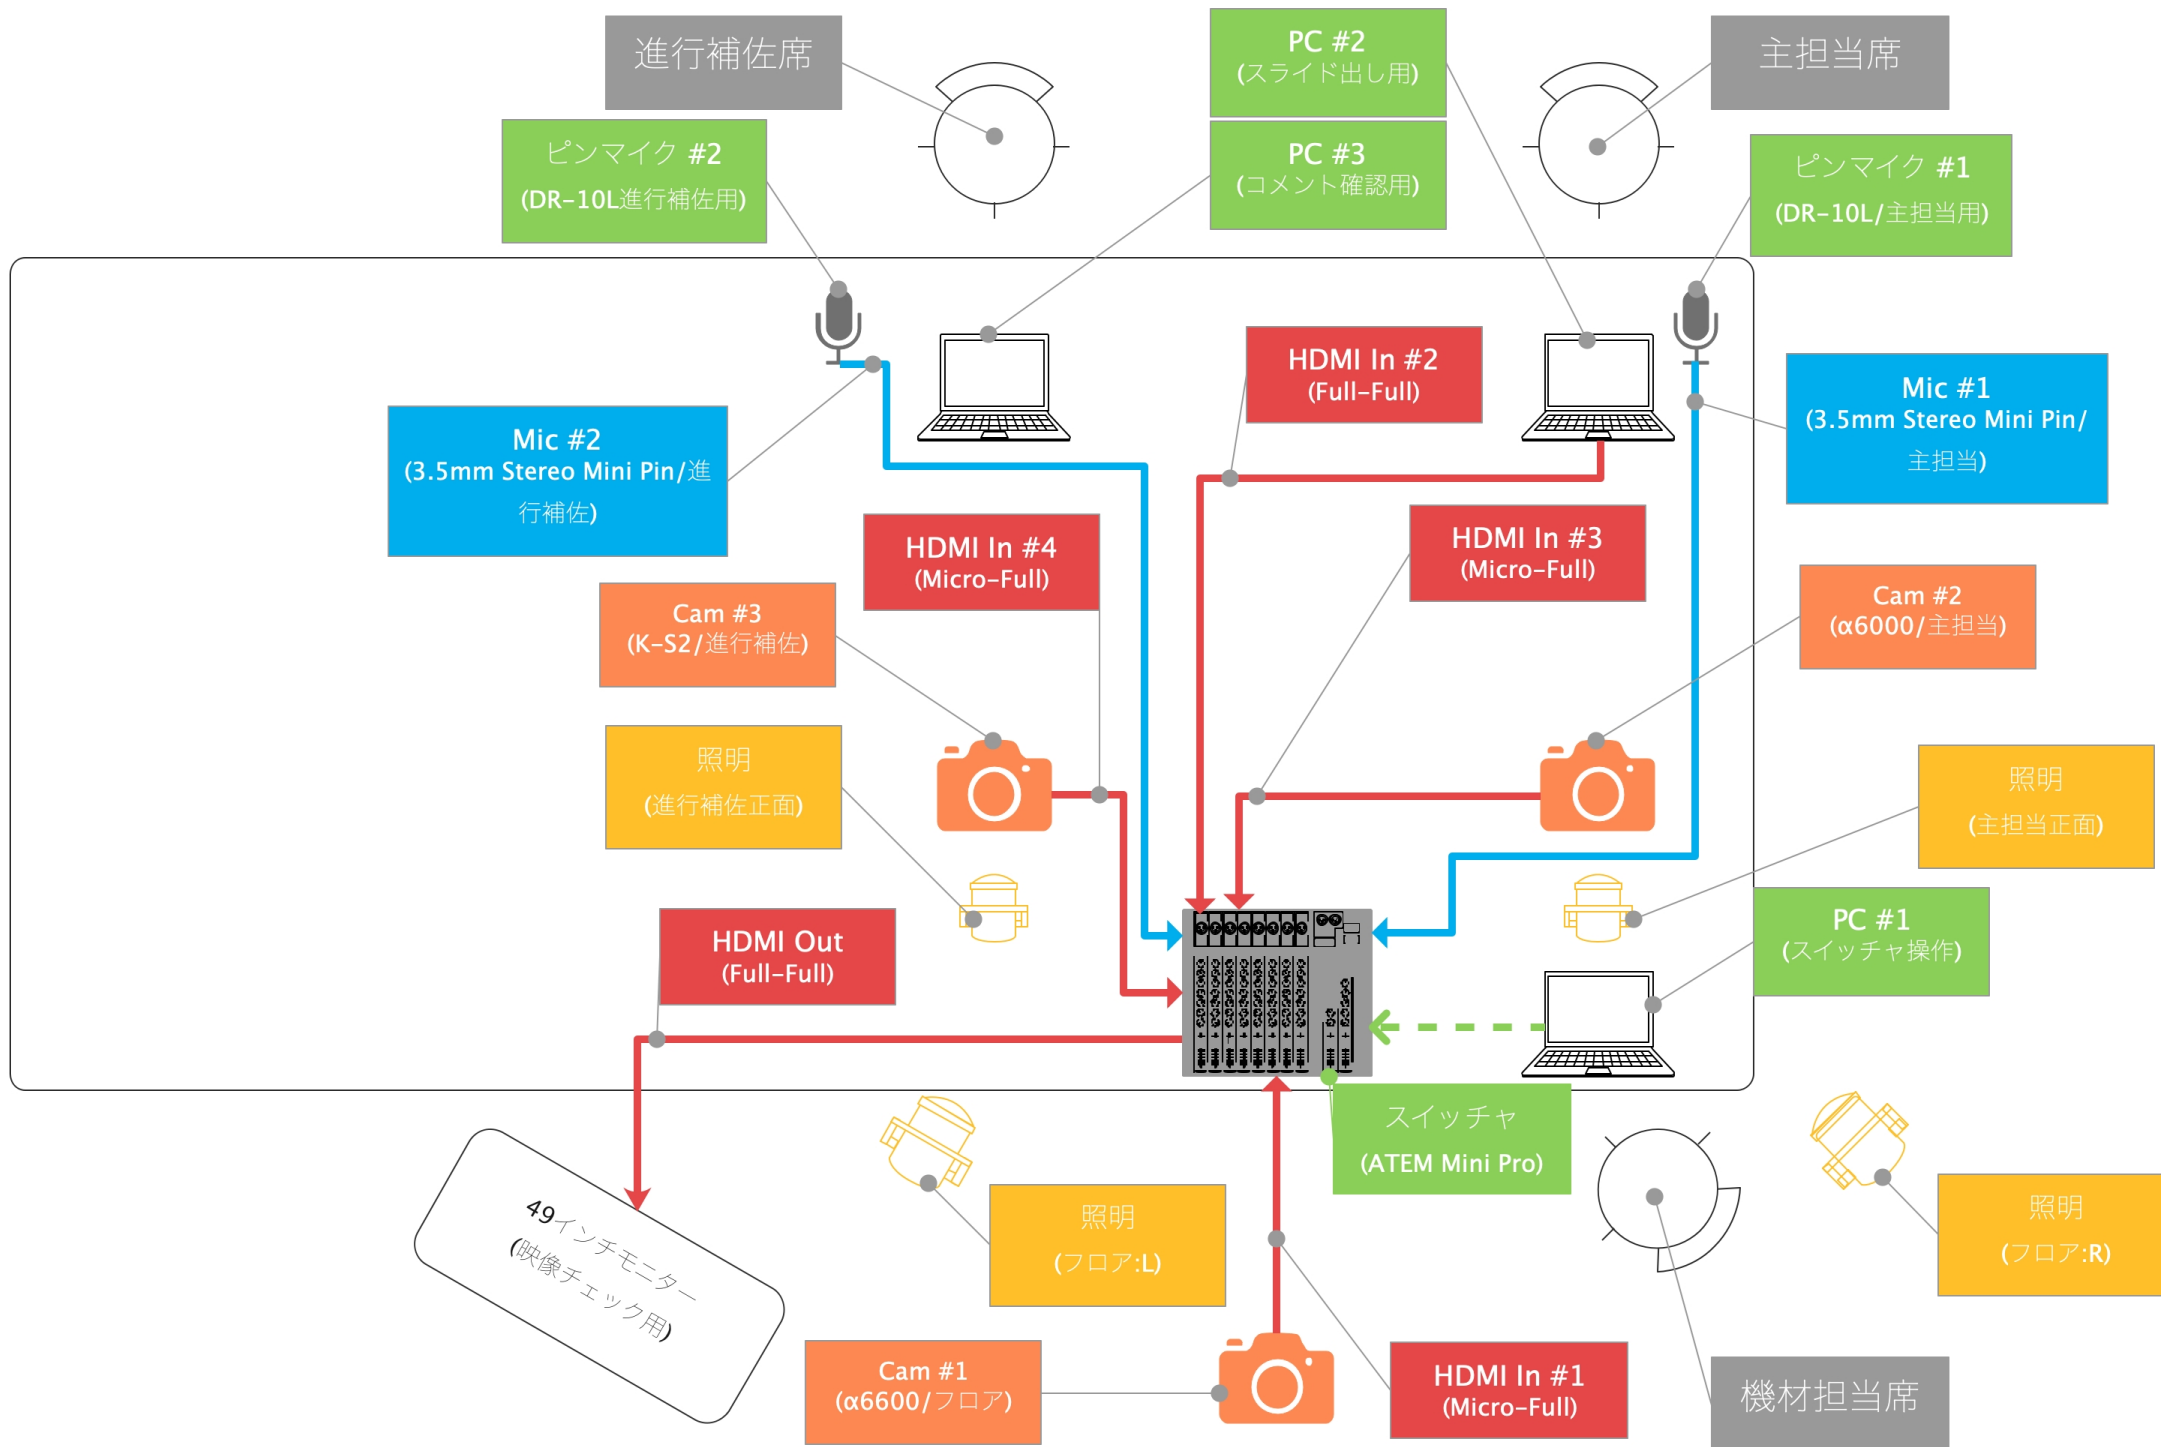 進行補佐席
PC #2
(スライド出し用)
主担当席
ピンマイク #2
(DR-10L進行補佐用)
PC #3
(コメント確認用)
ピンマイク #1
(DR-10L/主担当用)
HDMI In #2
(Full-Full)
Mic #1
(3.5mm Stereo Mini Pin/
主担当)
Mic #2
(3.5mm Stereo Mini Pin/進
行補佐)
HDMI In #4
(Micro-Full)
HDMI In #3
(Micro-Full)
Cam #3
(K-S2/進行補佐)
Cam #2
(α6000/主担当)
照明
(進行補佐正面)
照明
(主担当正面)
HDMI Out
(Full-Full)
PC #1
(スイッチャ操作)
スイッチャ
(ATEM Mini Pro)
49インチモニター
(映像チェック用)
照明
(フロア:L)
照明
(フロア:R)
Cam #1
(α6600/フロア)
HDMI In #1
(Micro-Full)
機材担当席